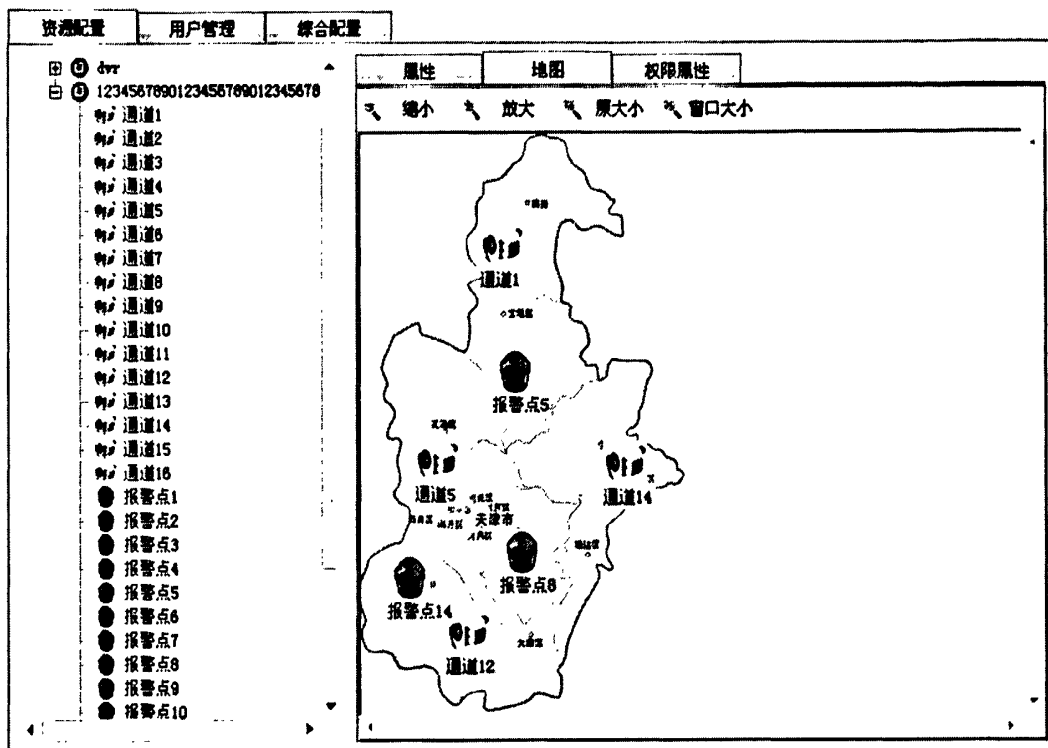 资源配置 用户管理 综合配置
dvr
1234567890123456789012345678
通道1
通道2
通道3
通道4
通道5
通道6
通道7
通道8
通道9
通道10
通道11
通道12
通道13
通道14
通道15
通道16
报警点1
报警点2
报警点3
报警点4
报警点5
报警点6
报警点7
报警点8
报警点9
报警点10
属性 地图 权限属性
缩小 放大 原大小 窗口大小
通道1
宝坻区
报警点5
武清区
通道5
通道14
天津市
报警点8
报警点14
通道12